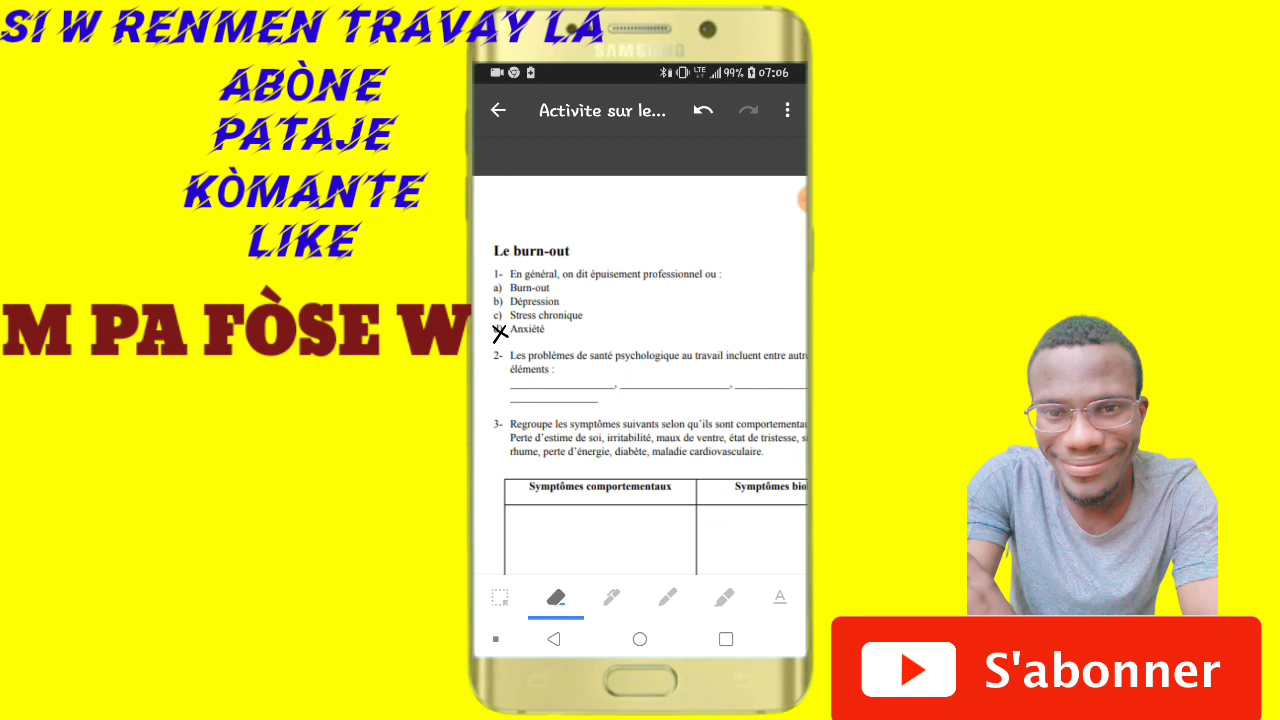 SI W RENMEN TRAVAY LA
ABÒNE
PATAJE
KÒMANTE
LIKE
M PA FÒSE W
SAMSUNG
LTE 99% 07:06
Activite sur le...
Le burn-out
1- En général, on dit épuisement professionnel ou :
a) Burn-out
b) Dépression
c) Stress chronique
Anxiété
2- Les problèmes de santé psychologique au travail incluent entre autre
éléments :
3- Regroupe les symptômes suivants selon qu'ils sont comportementau
Perte d'estime de soi, irritabilité, maux de ventre, état de tristesse, s
rhume, perte d'énergie, diabète, maladie cardiovasculaire.
Symptômes comportementaux Symptômes bio
A
S'abonner